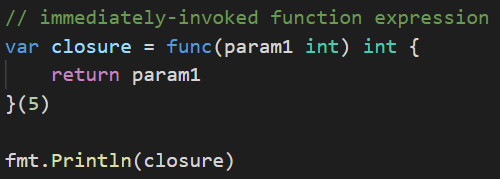 // immediately-invoked function expression
var closure = func(param1 int) int {
    return param1
}(5)

fmt.Println(closure)